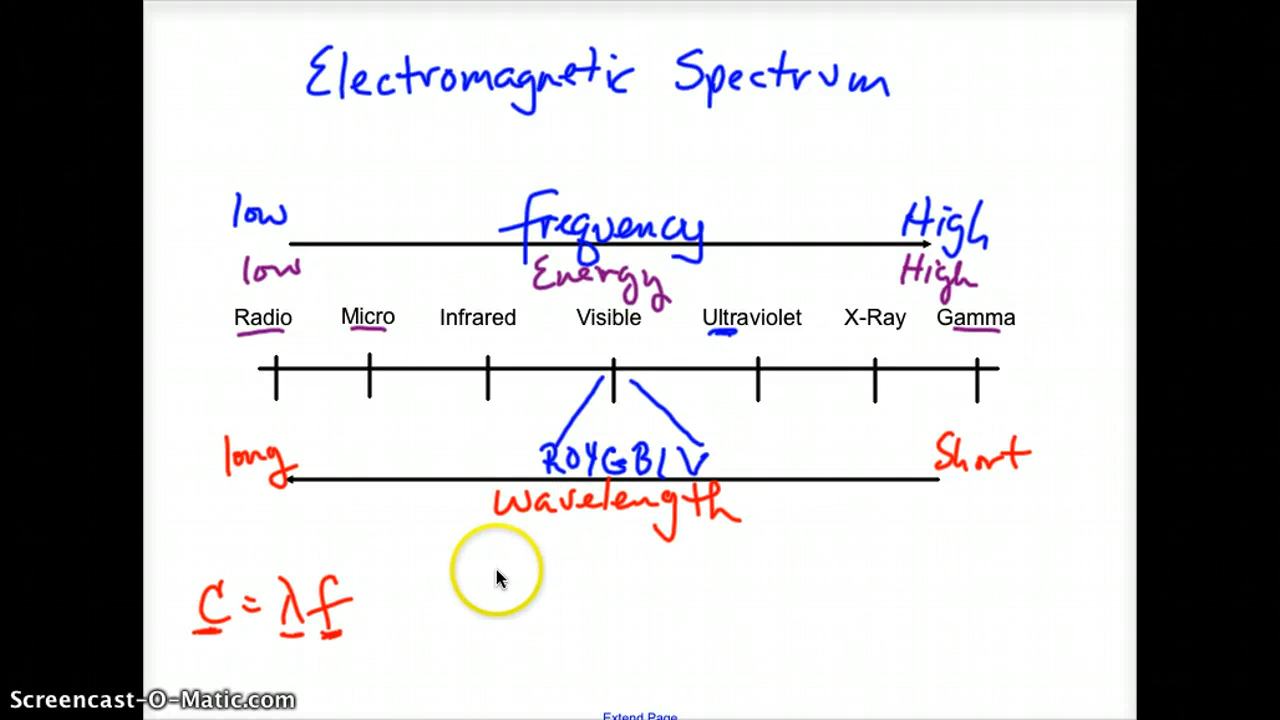 Electromagnetic Spectrum
low frequency High
low Energy High
Radio Micro Infrared Visible Ultraviolet X-Ray Gamma
ROYGBIV
long Short
wavelength
C = λf
Screencast-O-Matic.com
Extend Page